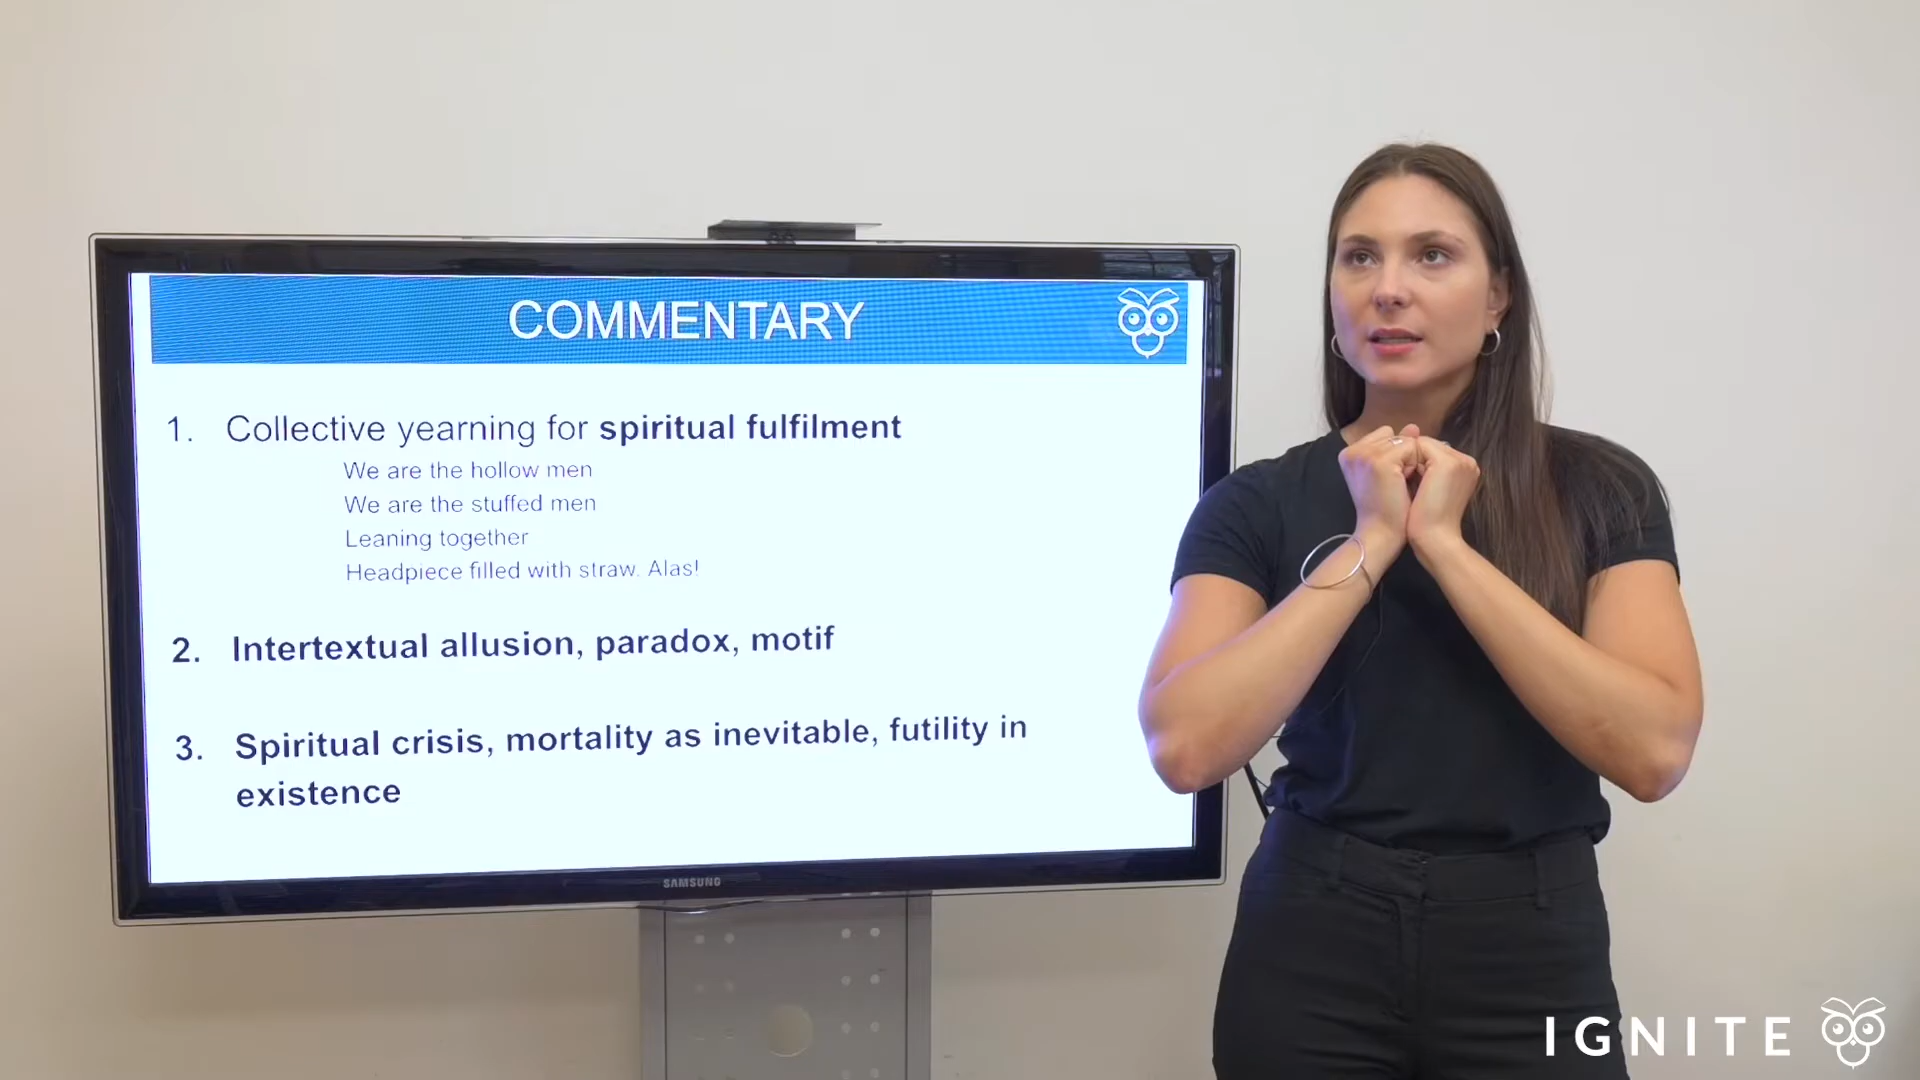 COMMENTARY
1. Collective yearning for spiritual fulfilment
We are the hollow men
We are the stuffed men
Leaning together
Headpiece filled with straw. Alas!
2. Intertextual allusion, paradox, motif
3. Spiritual crisis, mortality as inevitable, futility in
existence
SAMSUNG
IGNITE